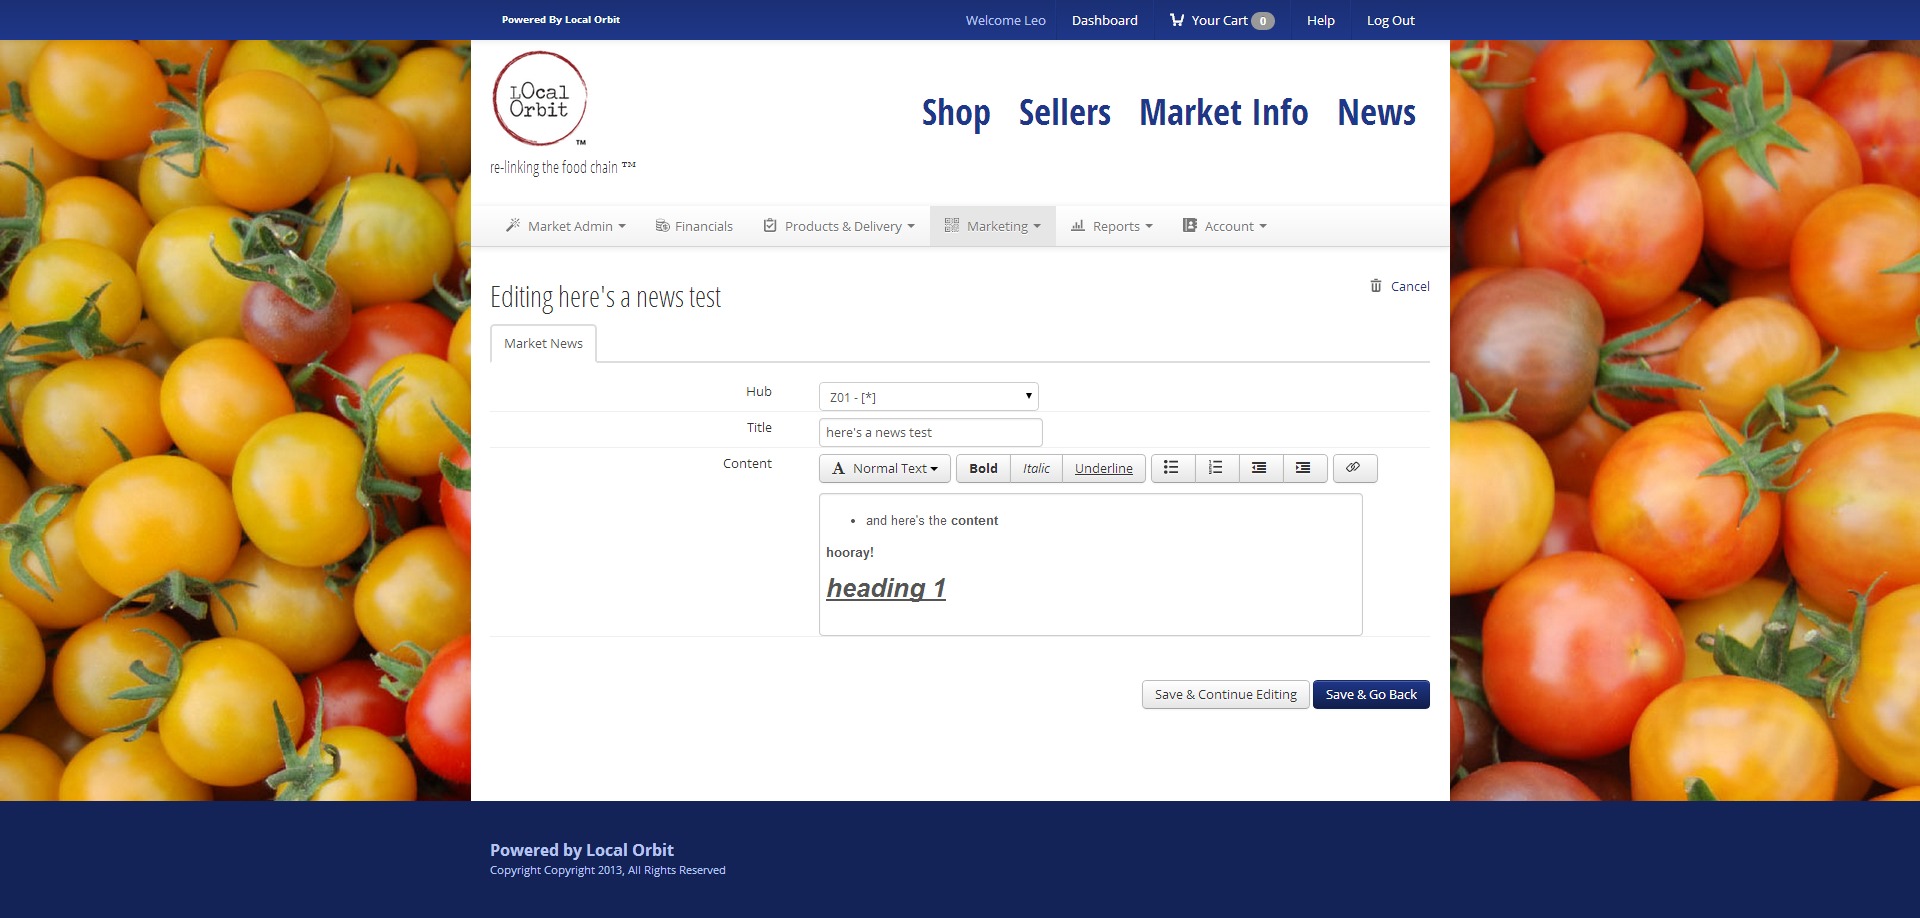 Powered By Local Orbit
Welcome Leo Dashboard Your Cart 0 Help Log Out
LOcal
Orbit
TM
re-linking the food chain ™
Shop Sellers Market Info News
Market Admin Financials Products & Delivery Marketing Reports Account
Cancel
Editing here's a news test
Market News
Hub Z01 - [*]
Title here's a news test
Content A Normal Text Bold Italic Underline
• and here's the content
hooray!
heading 1
Save & Continue Editing Save & Go Back
Powered by Local Orbit
Copyright Copyright 2013, All Rights Reserved